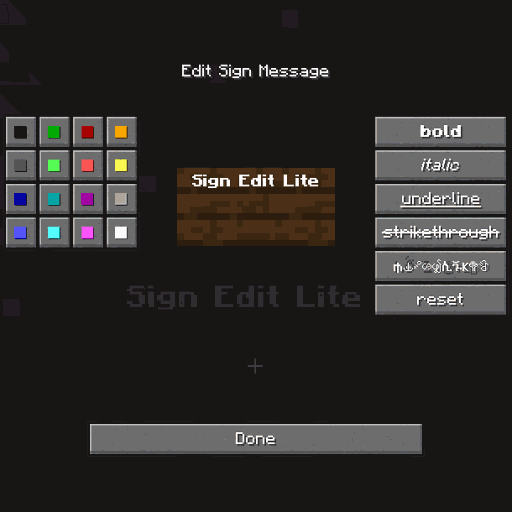 Edit Sign Message
bold
italic
Sign Edit Lite
underline
strikethrough
Sign Edit Lite
reset
Done